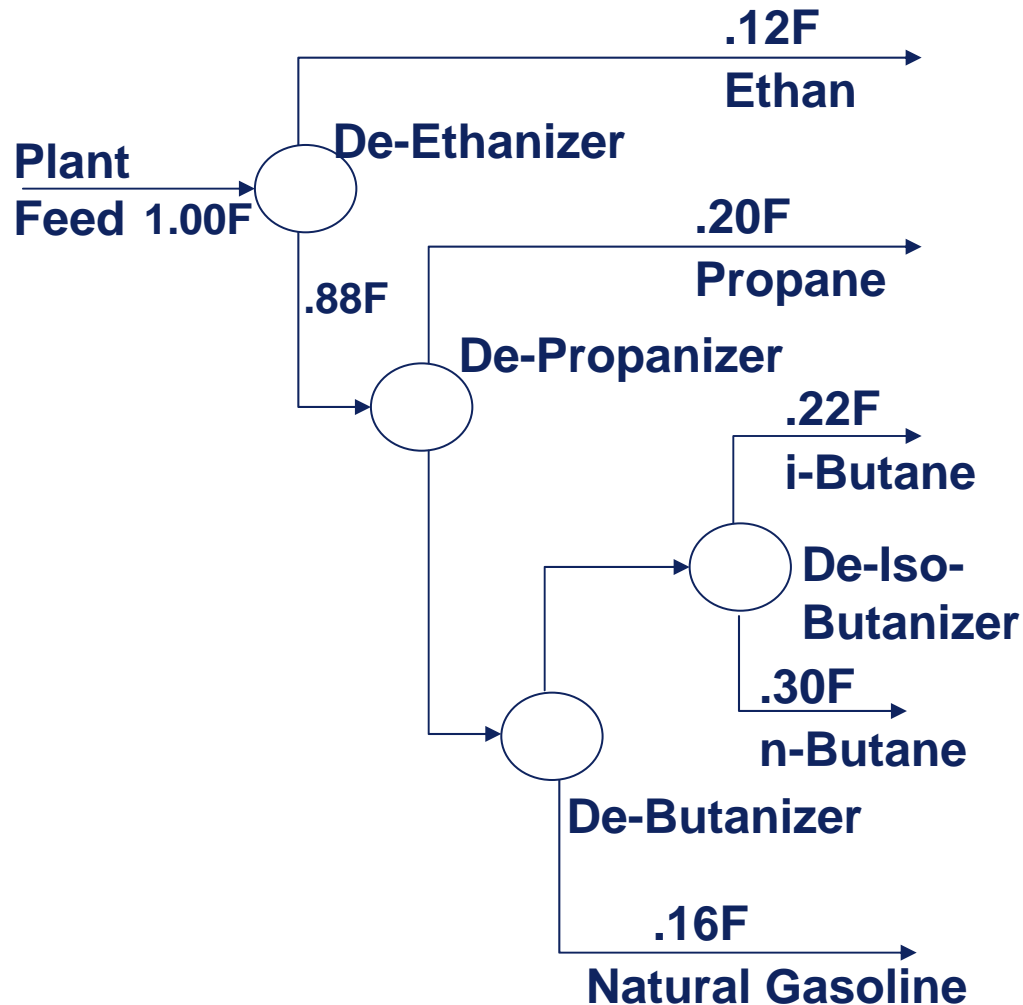 .12F
Ethan
De-Ethanizer
Plant
Feed 1.00F
.20F
Propane
.88F
De-Propanizer
.22F
i-Butane
De-Iso-
Butanizer
.30F
n-Butane
De-Butanizer
.16F
Natural Gasoline